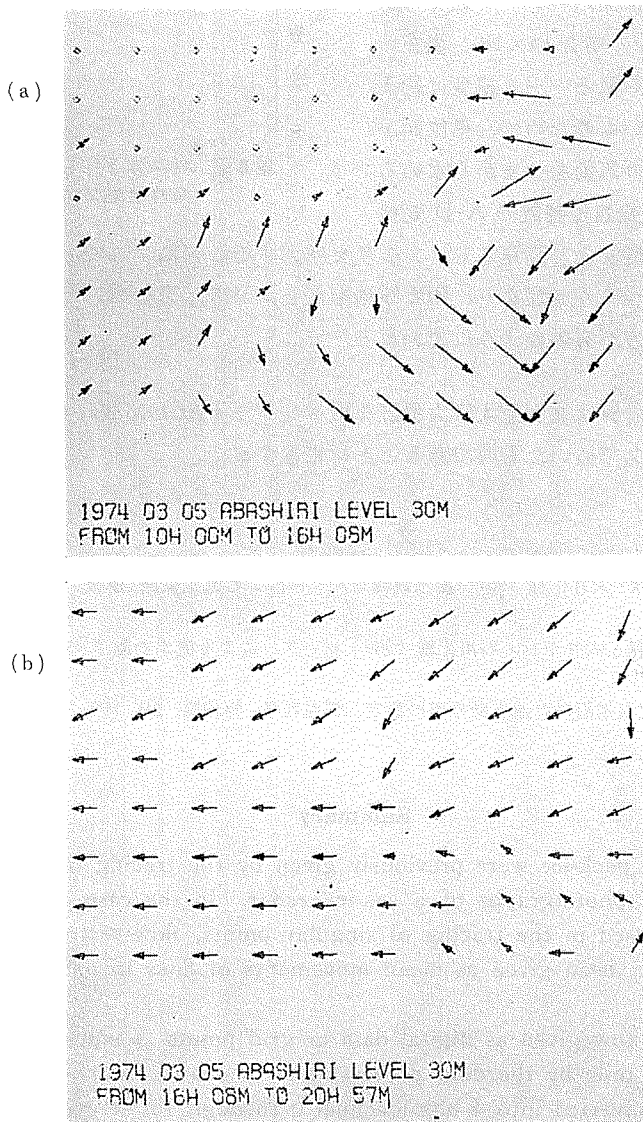 (a)
1974 03 05 ABASHIRI LEVEL 30M
FROM 10H 00M TO 16H 08M
(b)
1974 03 05 ABASHIRI LEVEL 30M
FROM 16H 08M TO 20H 57M